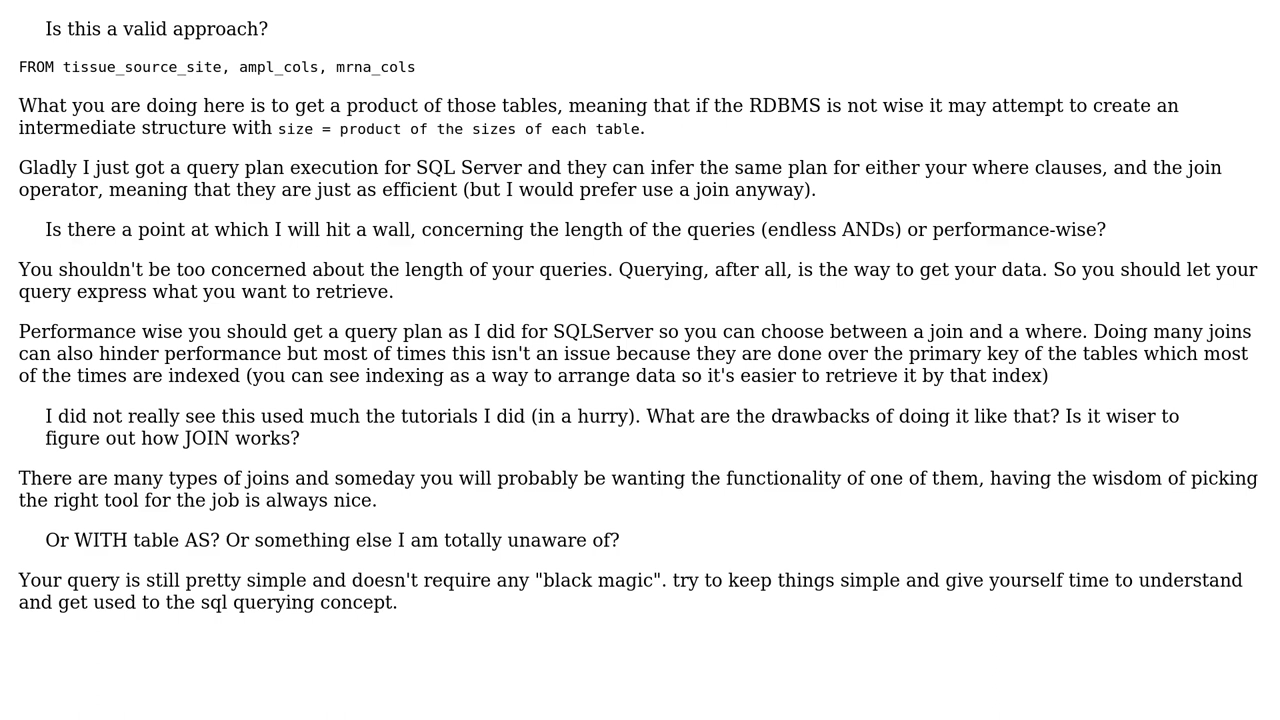 Is this a valid approach?
FROM tissue_source_site, ampl_cols, mrna_cols
What you are doing here is to get a product of those tables, meaning that if the RDBMS is not wise it may attempt to create an
intermediate structure with size = product of the sizes of each table.
Gladly I just got a query plan execution for SQL Server and they can infer the same plan for either your where clauses, and the join
operator, meaning that they are just as efficient (but I would prefer use a join anyway).
Is there a point at which I will hit a wall, concerning the length of the queries (endless ANDs) or performance-wise?
You shouldn't be too concerned about the length of your queries. Querying, after all, is the way to get your data. So you should let your
query express what you want to retrieve.
Performance wise you should get a query plan as I did for SQLServer so you can choose between a join and a where. Doing many joins
can also hinder performance but most of times this isn't an issue because they are done over the primary key of the tables which most
of the times are indexed (you can see indexing as a way to arrange data so it's easier to retrieve it by that index)
I did not really see this used much the tutorials I did (in a hurry). What are the drawbacks of doing it like that? Is it wiser to
figure out how JOIN works?
There are many types of joins and someday you will probably be wanting the functionality of one of them, having the wisdom of picking
the right tool for the job is always nice.
Or WITH table AS? Or something else I am totally unaware of?
Your query is still pretty simple and doesn't require any "black magic". try to keep things simple and give yourself time to understand
and get used to the sql querying concept.